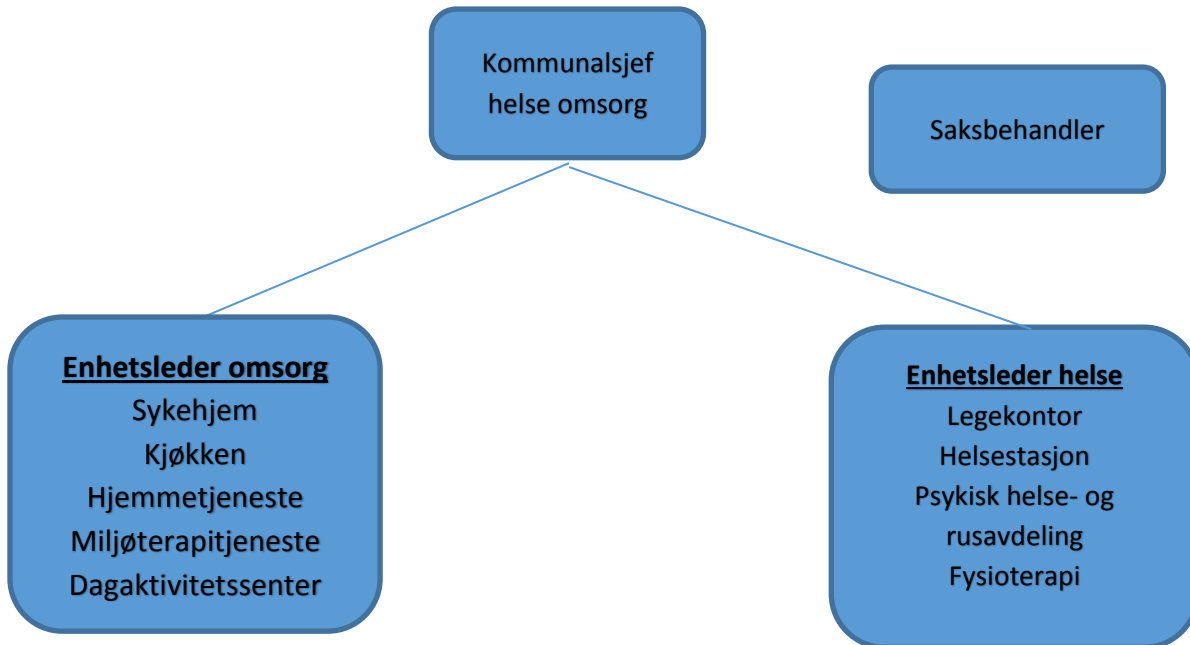 Kommunalsjef
helse omsorg
Saksbehandler
Enhetsleder omsorg
Sykehjem
Kjøkken
Hjemmetjeneste
Miljøterapitjeneste
Dagaktivitetssenter
Enhetsleder helse
Legekontor
Helsestasjon
Psykisk helse- og
rusavdeling
Fysioterapi